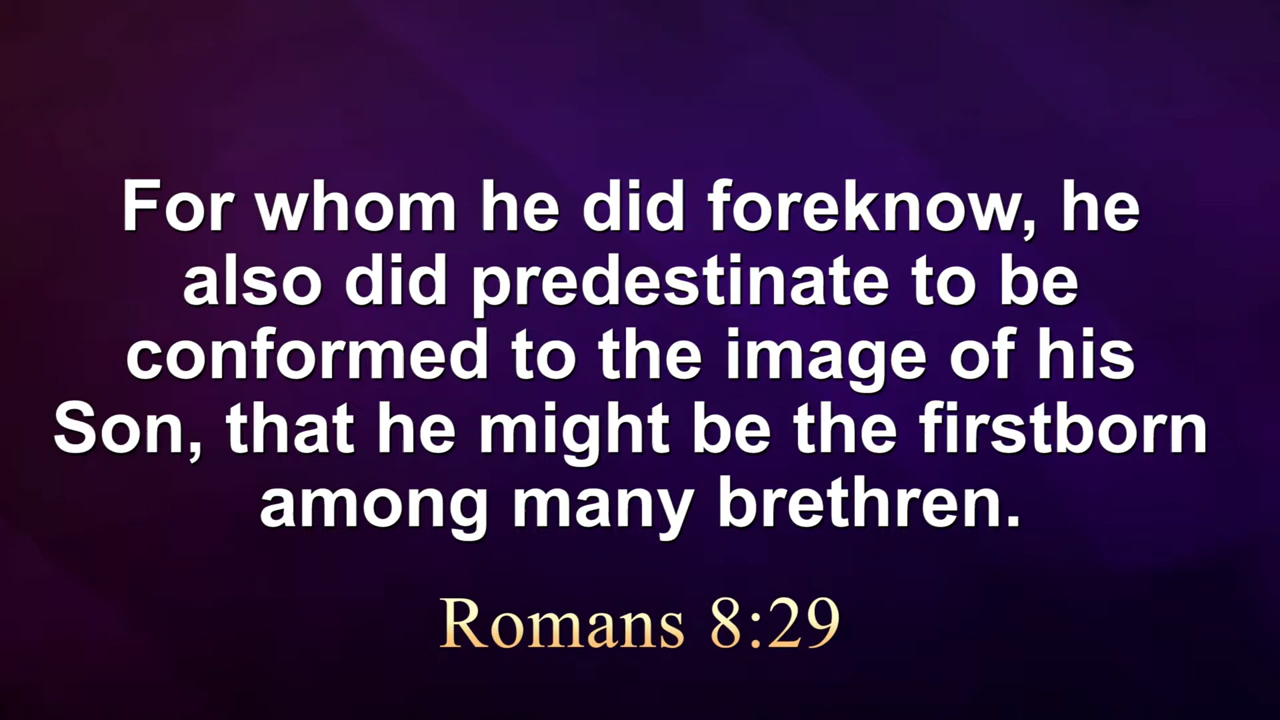 For whom he did foreknow, he
also did predestinate to be
conformed to the image of his
Son, that he might be the firstborn
among many brethren.
Romans 8:29